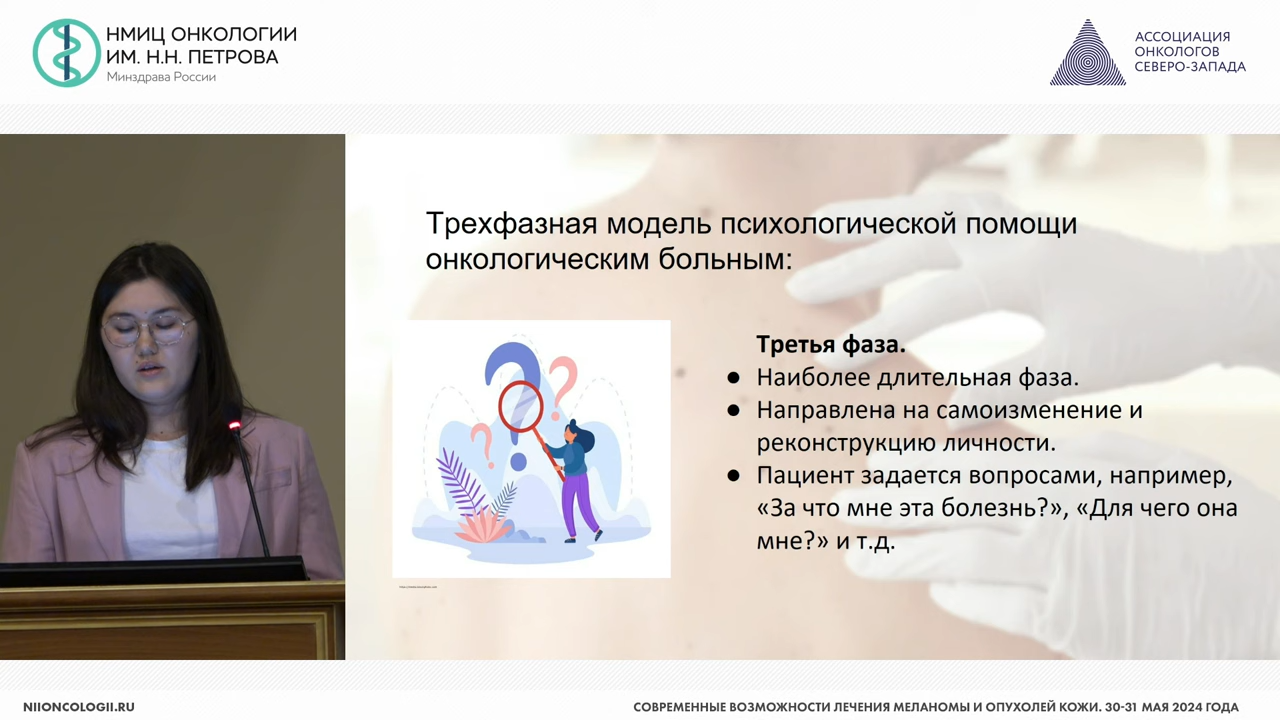 НМИЦ ОНКОЛОГИИ
ИМ. Н.Н. ПЕТРОВА
Минздрава России
АССОЦИАЦИЯ
ОНКОЛОГОВ
СЕВЕРО-ЗАПАДА
Трехфазная модель психологической помощи
онкологическим больным:
Третья фаза.
● Наиболее длительная фаза.
● Направлена на самоизменение и
реконструкцию личности.
● Пациент задается вопросами, например,
«За что мне эта болезнь?», «Для чего она
мне?» и т.д.
NIIONCOLOGII.RU
СОВРЕМЕННЫЕ ВОЗМОЖНОСТИ ЛЕЧЕНИЯ МЕЛАНОМЫ И ОПУХОЛЕЙ КОЖИ. 30-31 МАЯ 2024 ГОДА